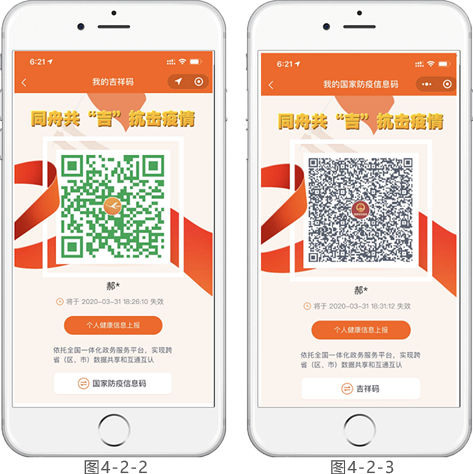 6:21
我的吉祥码
同舟共“吉”抗击疫情
郝*
将于 2020-03-31 18:26:10 失效
个人健康信息上报
依托全国一体化政务服务平台，实现跨
省（区、市）数据共享和互通互认
国家防疫信息码
图4-2-2
6:21
我的国家防疫信息码
同舟共“吉”抗击疫情
郝*
将于 2020-03-31 18:31:12 失效
个人健康信息上报
依托全国一体化政务服务平台，实现跨
省（区、市）数据共享和互通互认
吉祥码
图4-2-3